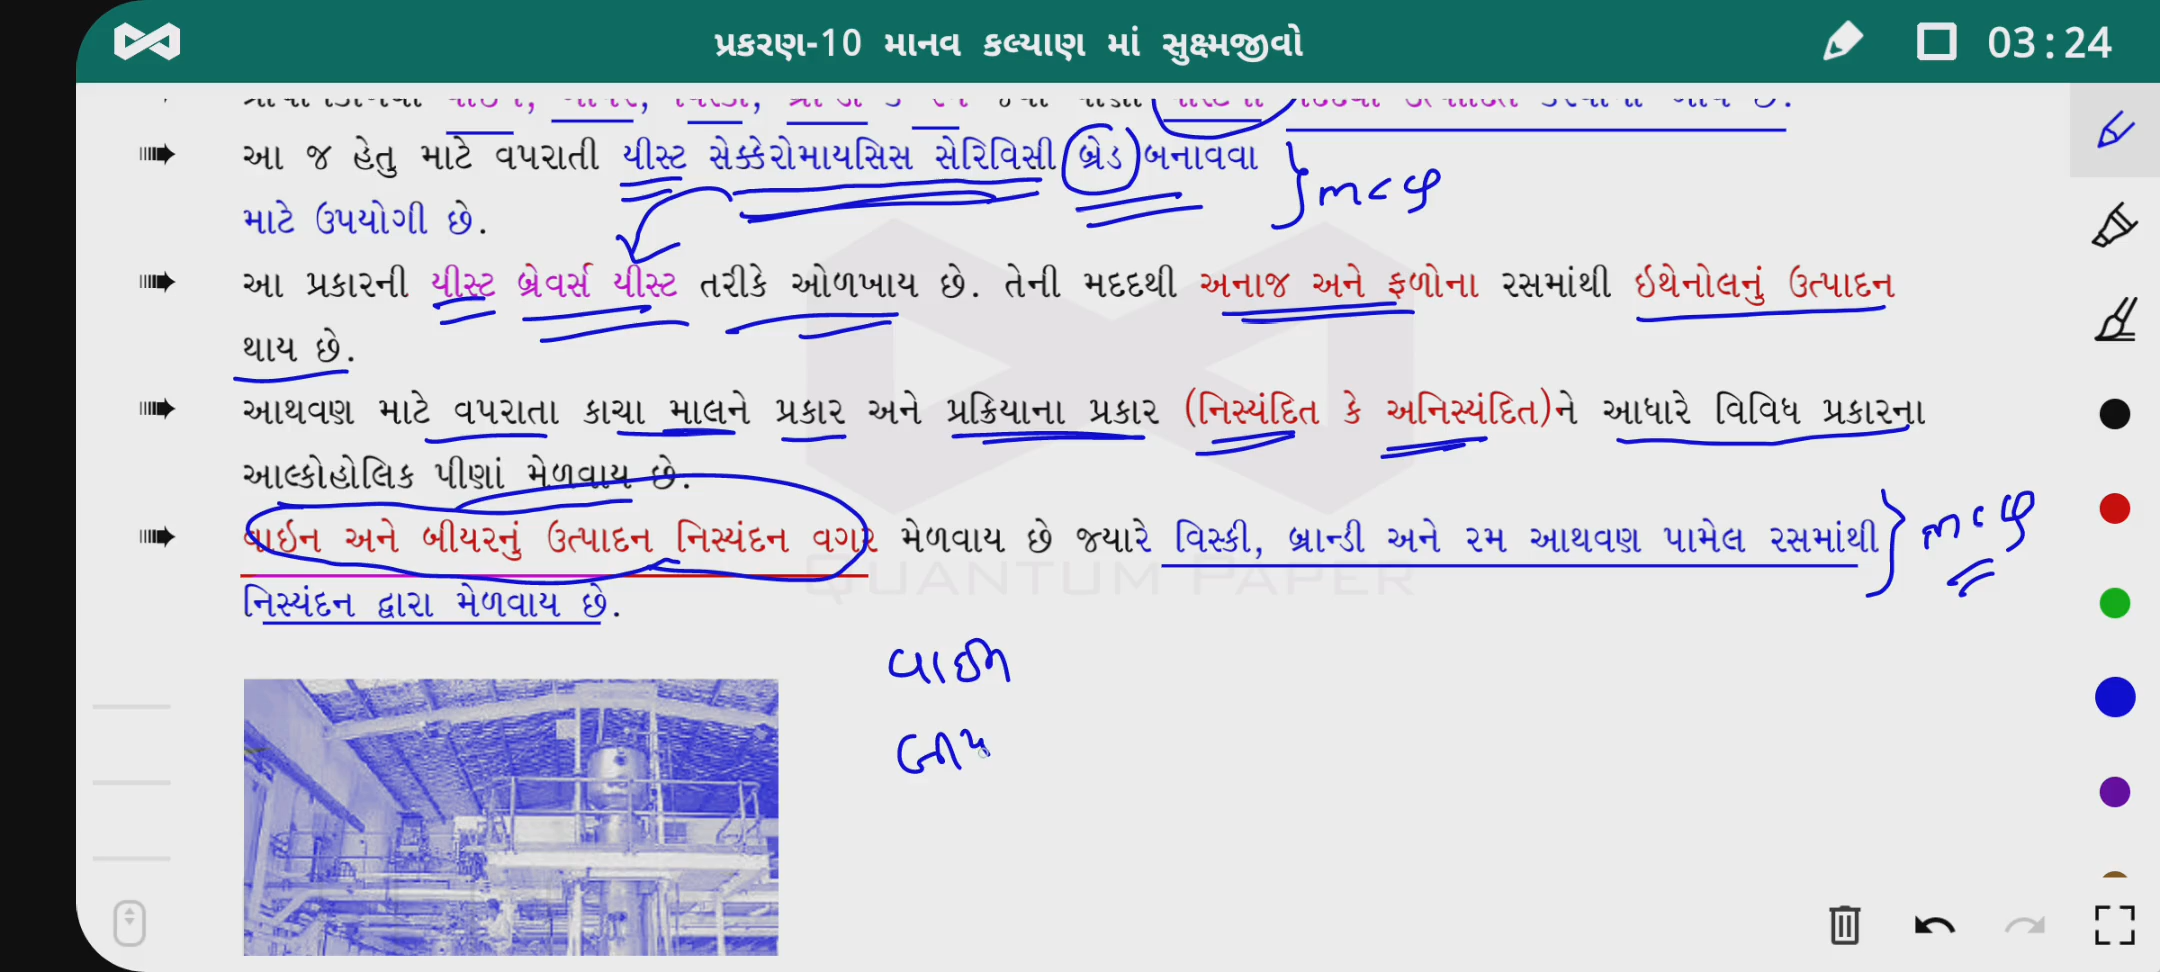 પ્રકરણ-10 માનવ કલ્યાણ માં સુક્ષ્મજીવો
03:24
આ જ હેતુ માટે વપરાતી યીસ્ટ સેક્કેરોમાયસિસ સેરિવિસી બ્રેડ બનાવવા
માટે ઉપયોગી છે.
mcq
આ પ્રકારની યીસ્ટ બ્રેવર્સ યીસ્ટ તરીકે ઓળખાય છે. તેની મદદથી અનાજ અને ફળોના રસમાંથી ઇથેનોલનું ઉત્પાદન
થાય છે.
આથવણ માટે વપરાતા કાચા માલને પ્રકાર અને પ્રક્રિયાના પ્રકાર (નિસ્યંદિત કે અનિસ્યંદિત)ને આધારે વિવિધ પ્રકારના
આલ્કોહોલિક પીણાં મેળવાય છે.
વાઇન અને બીયરનું ઉત્પાદન નિસ્યંદન વગર મેળવાય છે જ્યારે વિસ્કી, બ્રાન્ડી અને રમ આથવણ પામેલ રસમાંથી
નિસ્યંદન દ્વારા મેળવાય છે.
mcq
QUANTUM PAPER
વાઈન
બીય